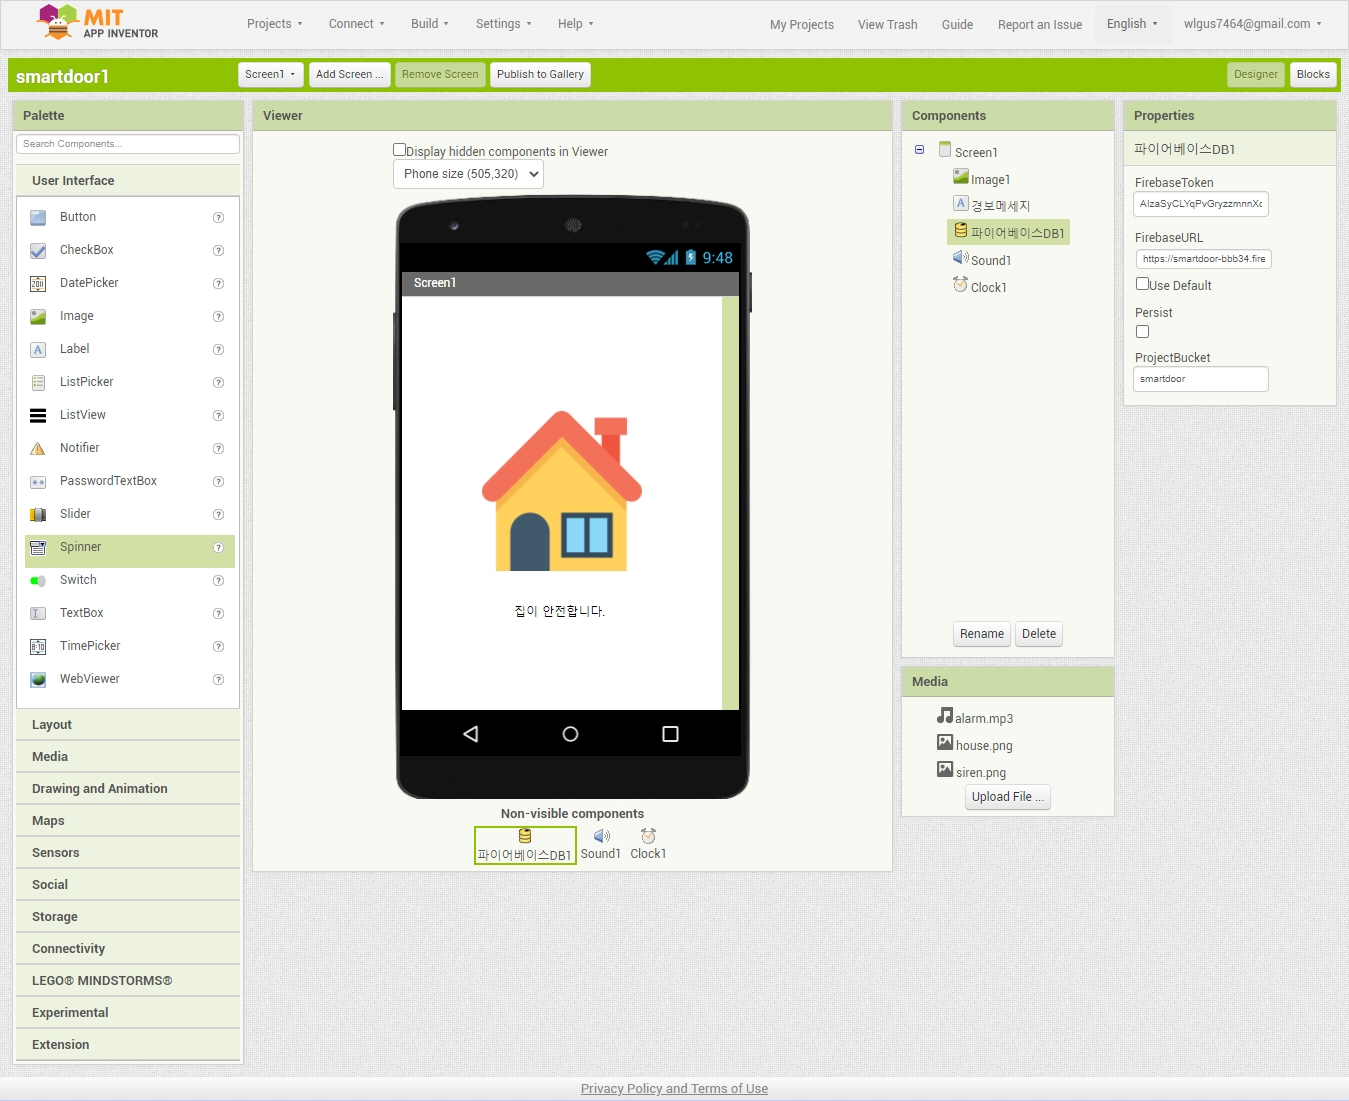 MIT
APP INVENTOR
Projects
Connect
Build
Settings
Help
My Projects
View Trash
Guide
Report an Issue
English
wlgus7464@gmail.com
smartdoor1
Screen1
Add Screen ...
Remove Screen
Publish to Gallery
Designer
Blocks
Palette
Search Components...
User Interface
Button
CheckBox
DatePicker
Image
Label
ListPicker
ListView
Notifier
PasswordTextBox
Slider
Spinner
Switch
TextBox
TimePicker
WebViewer
Layout
Media
Drawing and Animation
Maps
Sensors
Social
Storage
Connectivity
LEGO® MINDSTORMS®
Experimental
Extension
Viewer
Display hidden components in Viewer
Phone size (505,320)
9:48
Screen1
집이 안전합니다.
Non-visible components
파이어베이스DB1
Sound1
Clock1
Components
Screen1
Image1
경보메세지
파이어베이스DB1
Sound1
Clock1
Rename
Delete
Media
alarm.mp3
house.png
siren.png
Upload File ...
Properties
파이어베이스DB1
FirebaseToken
FirebaseURL
https://smartdoor-bbb34.fire
Use Default
Persist
ProjectBucket
smartdoor
Privacy Policy and Terms of Use